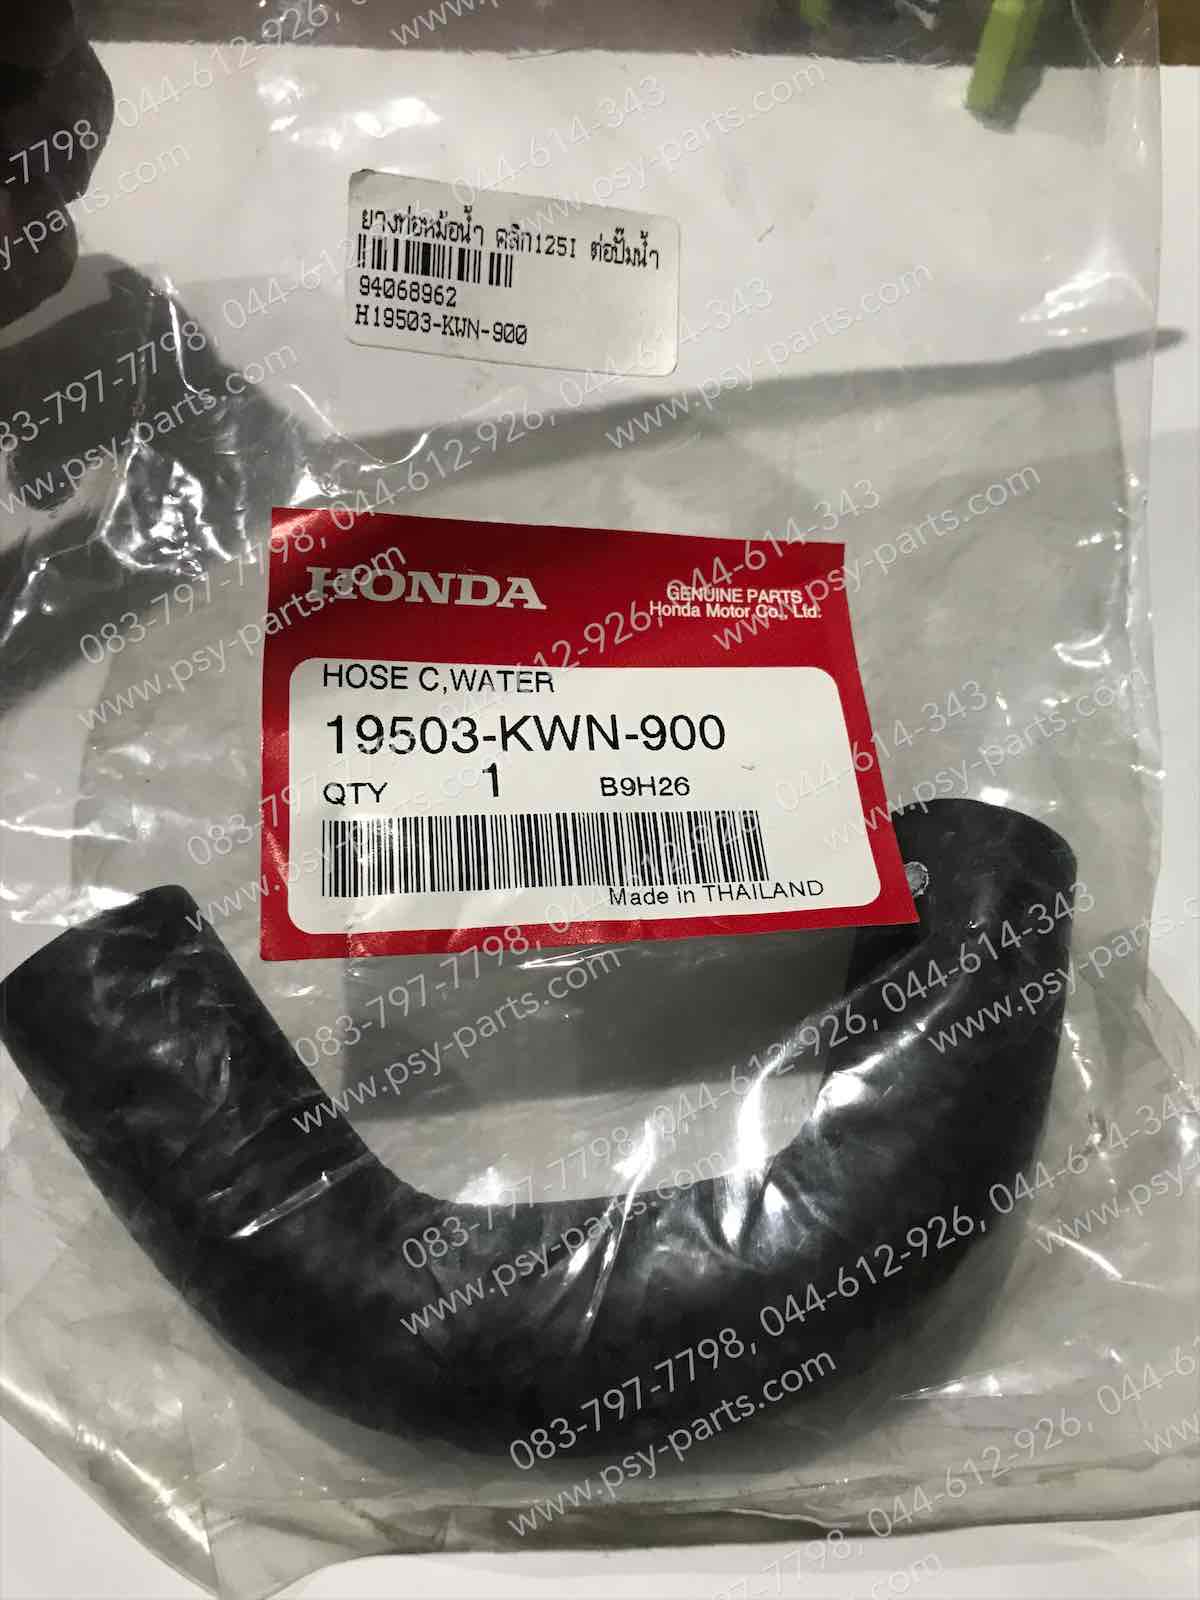 ยางท่อหม้อน้ำ คลิก125I ต่อปั๊มน้ำ
94068962
H19503-KWN-900
HONDA
GENUINE PARTS
Honda Motor Co., Ltd.
HOSE C,WATER
19503-KWN-900
QTY 1 B9H26
Made in THAILAND
083-797-7798, 044-612-926, 044-614-343
www.psy-parts.com